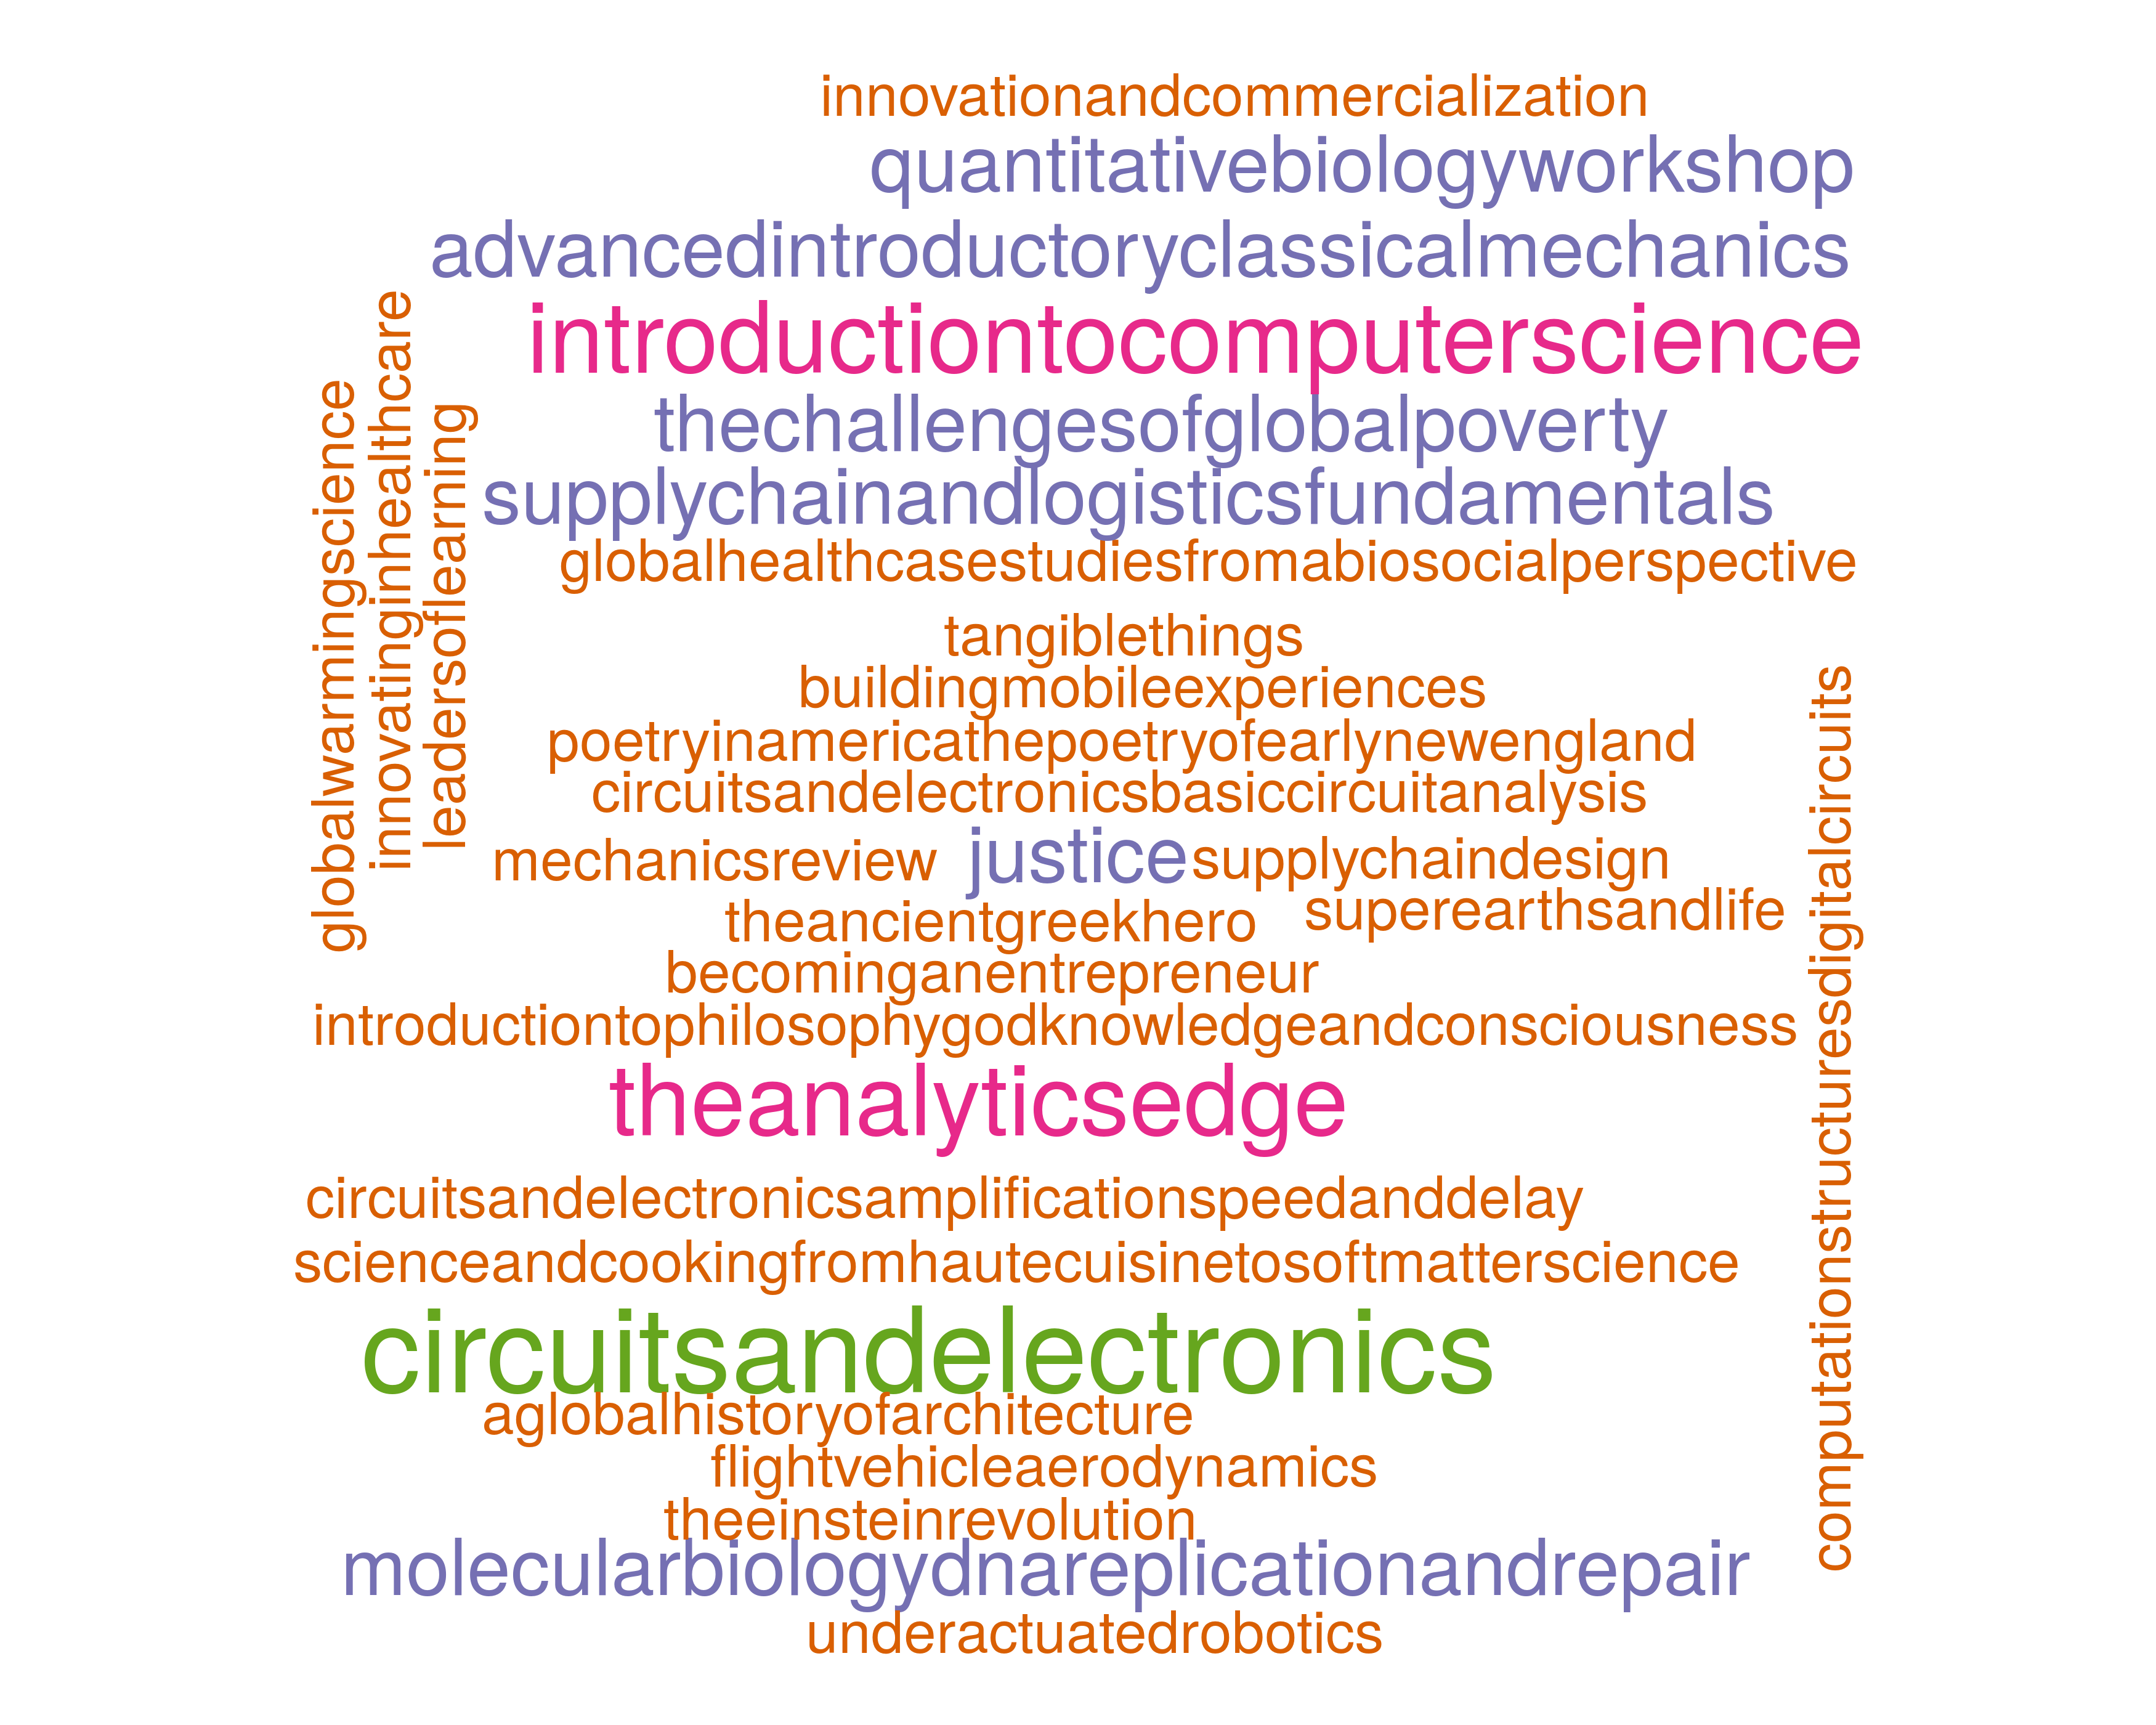 innovationandcommercialization
quantitativebiologyworkshop
advancedintroductoryclassicalmechanics
introductiontocomputerscience
thechallengesofglobalpoverty
supplychainandlogisticsfundamentals
globalhealthcasestudiesfromabiosocialperspective
globalwarmingscience
innovatinginhealthcare
leadersoflearning
tangiblethings
buildingmobileexperiences
poetryinamericathepoetryofearlynewengland
circuitsandelectronicsbasiccircuitanalysis
mechanicsreview
justice
supplychaindesign
theancientgreekhero
superearthsandlife
becominganentrepreneur
introductiontophilosophygodknowledgeandconsciousness
theanalyticsedge
computationstructuresdigitalcircuits
circuitsandelectronicsamplificationspeedanddelay
scienceandcookingfromhautecuisinetosoftmatterscience
circuitsandelectronics
aglobalhistoryofarchitecture
flightvehicleaerodynamics
theeinsteinrevolution
molecularbiologydnareplicationandrepair
underactuatedrobotics